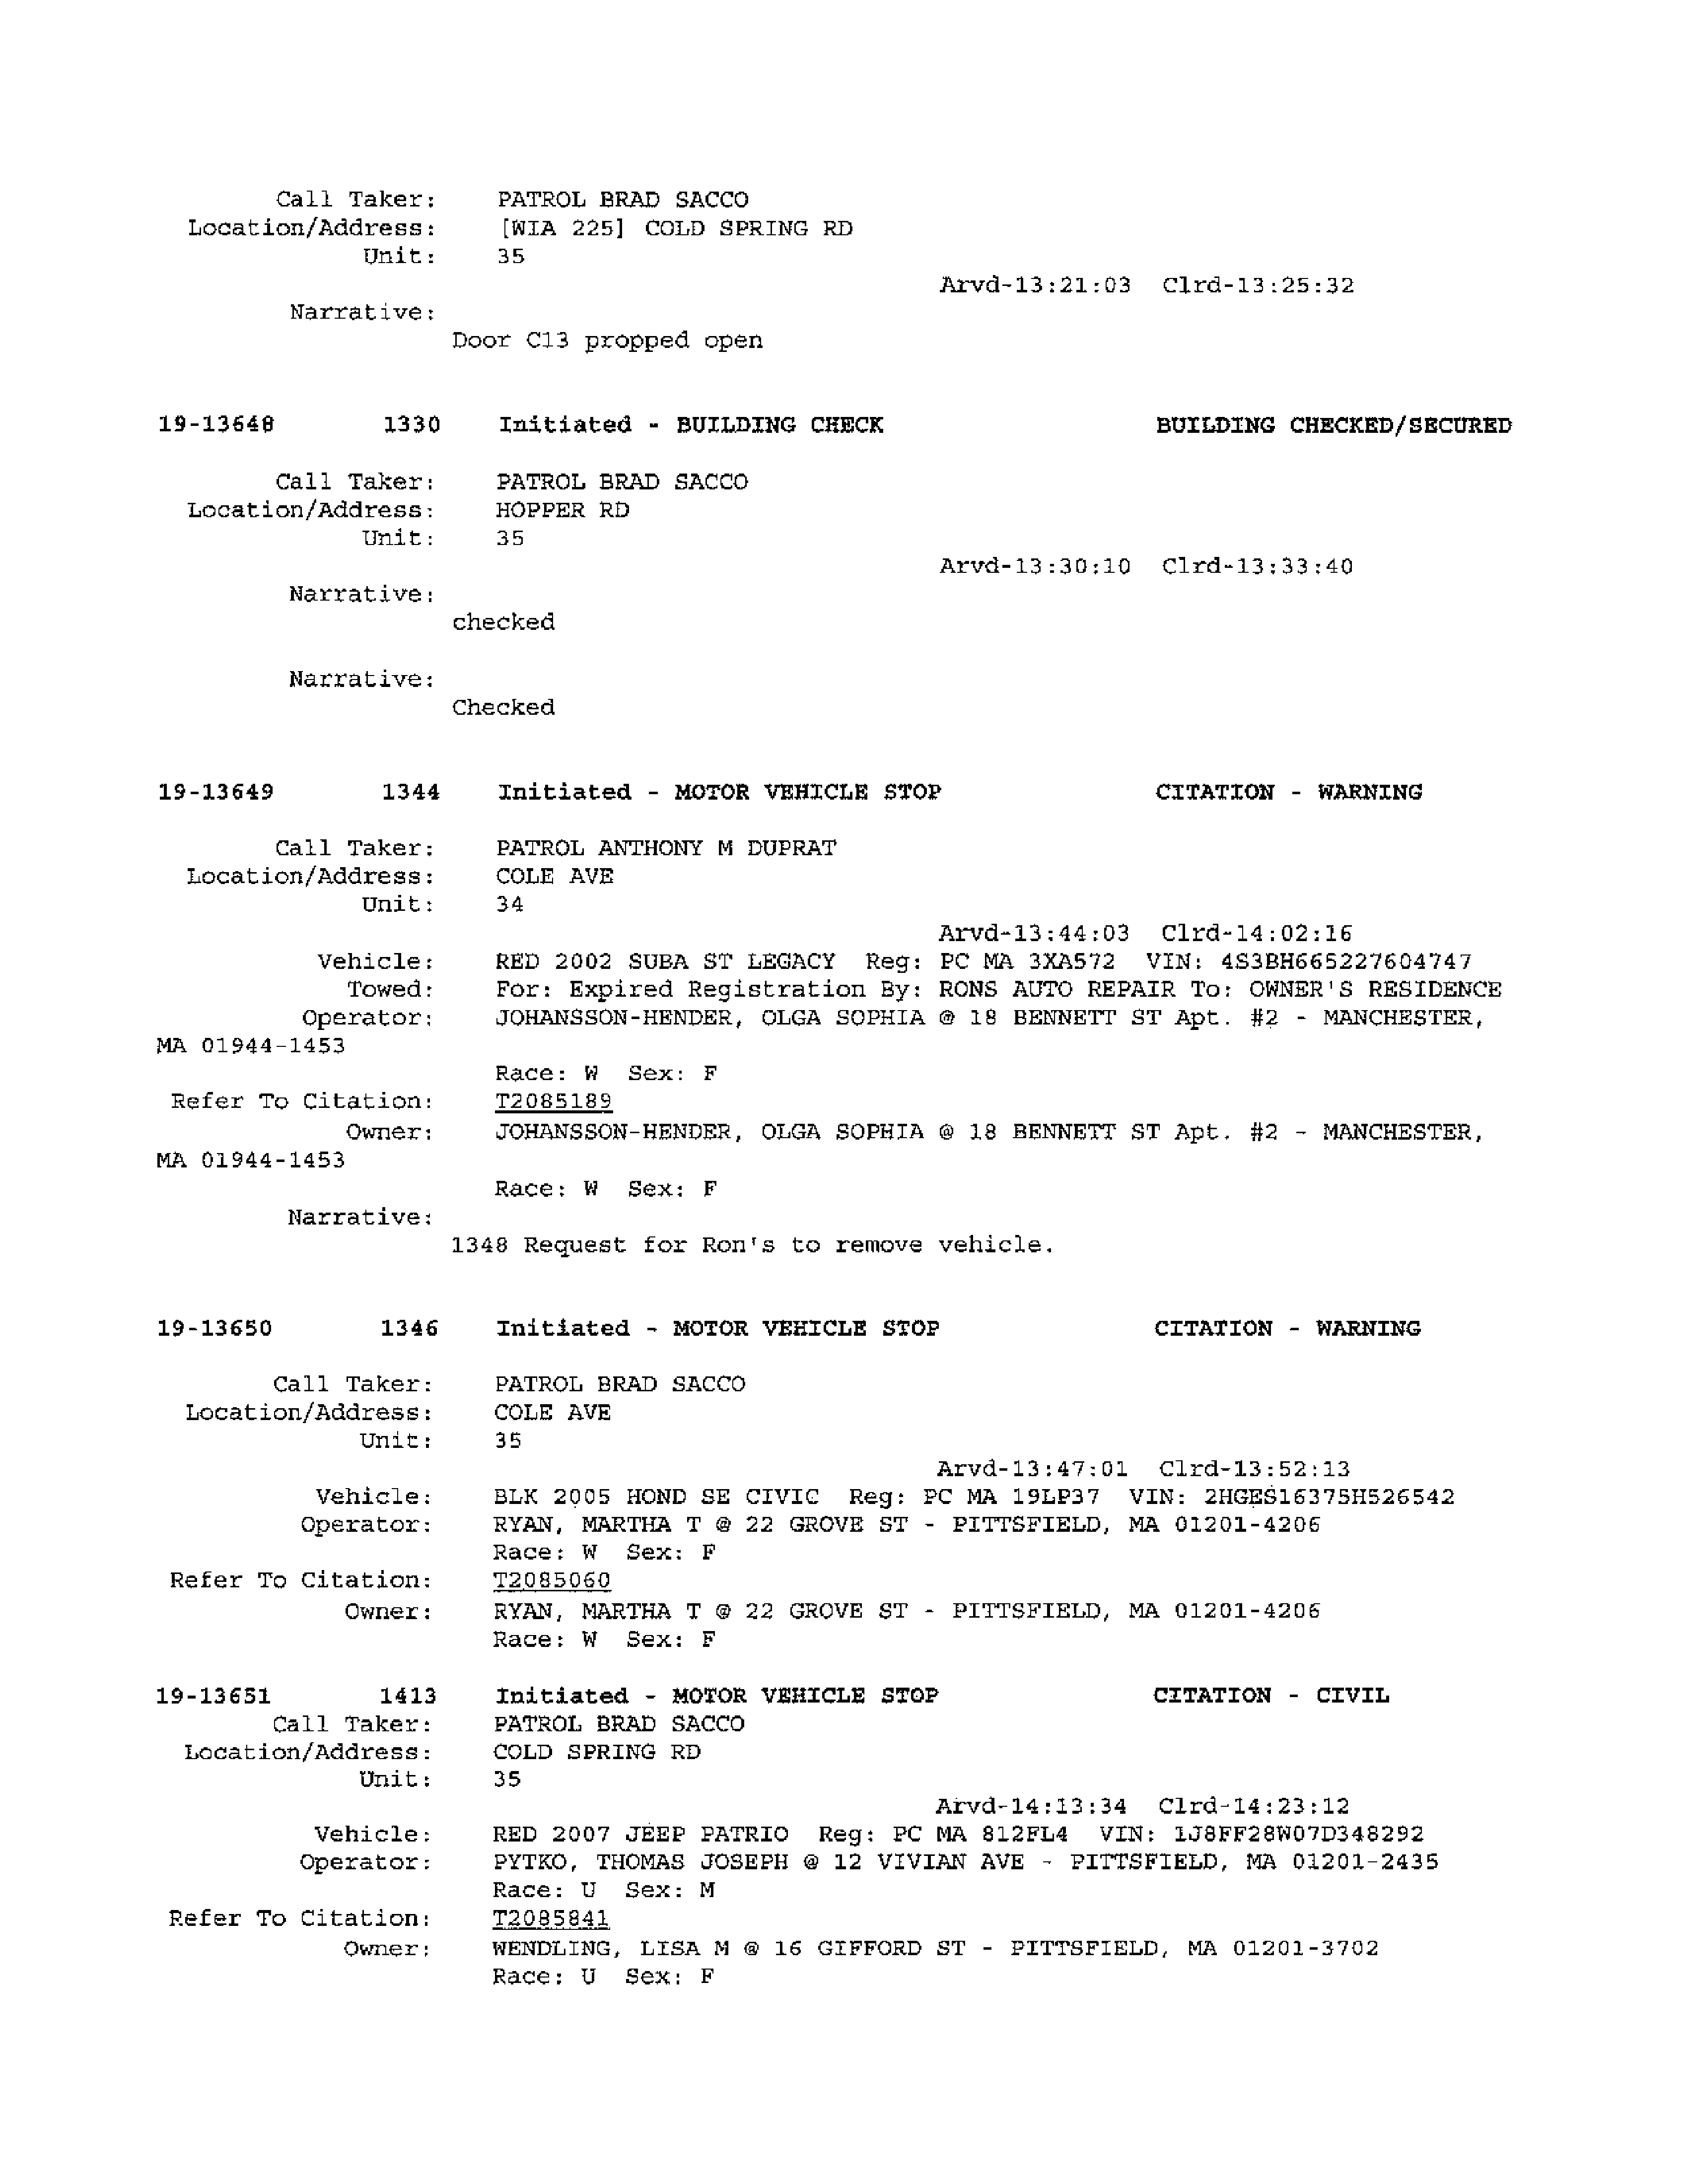 Call Taker: PATROL BRAD SACCO
Location/Address: [WIA 225] COLD SPRING RD
Unit: 35
Arvd-13:21:03 Clrd-13:25:32
Narrative:
Door C13 propped open
19-13648 1330 Initiated - BUILDING CHECK BUILDING CHECKED/SECURED
Call Taker: PATROL BRAD SACCO
Location/Address: HOPPER RD
Unit: 35
Arvd-13:30:10 Clrd-13:33:40
Narrative:
checked
Narrative:
Checked
19-13649 1344 Initiated - MOTOR VEHICLE STOP CITATION - WARNING
Call Taker: PATROL ANTHONY M DUPRAT
Location/Address: COLE AVE
Unit: 34
Arvd-13:44:03 Clrd-14:02:16
Vehicle: RED 2002 SUBA ST LEGACY Reg: PC MA 3XA572 VIN: 4S3BH665227604747
Towed: For: Expired Registration By: RONS AUTO REPAIR To: OWNER'S RESIDENCE
Operator: JOHANSSON-HENDER, OLGA SOPHIA @ 18 BENNETT ST Apt. #2 - MANCHESTER,
MA 01944-1453
Race: W Sex: F
Refer To Citation: T2085189
Owner: JOHANSSON-HENDER, OLGA SOPHIA @ 18 BENNETT ST Apt. #2 - MANCHESTER,
MA 01944-1453
Race: W Sex: F
Narrative:
1348 Request for Ron's to remove vehicle.
19-13650 1346 Initiated - MOTOR VEHICLE STOP CITATION - WARNING
Call Taker: PATROL BRAD SACCO
Location/Address: COLE AVE
Unit: 35
Arvd-13:47:01 Clrd-13:52:13
Vehicle: BLK 2005 HOND SE CIVIC Reg: PC MA 19LP37 VIN: 2HGES16375H526542
Operator: RYAN, MARTHA T @ 22 GROVE ST - PITTSFIELD, MA 01201-4206
Race: W Sex: F
Refer To Citation: T2085060
Owner: RYAN, MARTHA T @ 22 GROVE ST - PITTSFIELD, MA 01201-4206
Race: W Sex: F
19-13651 1413 Initiated - MOTOR VEHICLE STOP CITATION - CIVIL
Call Taker: PATROL BRAD SACCO
Location/Address: COLD SPRING RD
Unit: 35
Arvd-14:13:34 Clrd-14:23:12
Vehicle: RED 2007 JEEP PATRIO Reg: PC MA 812FL4 VIN: 1J8FF28W07D348292
Operator: PYTKO, THOMAS JOSEPH @ 12 VIVIAN AVE - PITTSFIELD, MA 01201-2435
Race: U Sex: M
Refer To Citation: T2085841
Owner: WENDLING, LISA M @ 16 GIFFORD ST - PITTSFIELD, MA 01201-3702
Race: U Sex: F